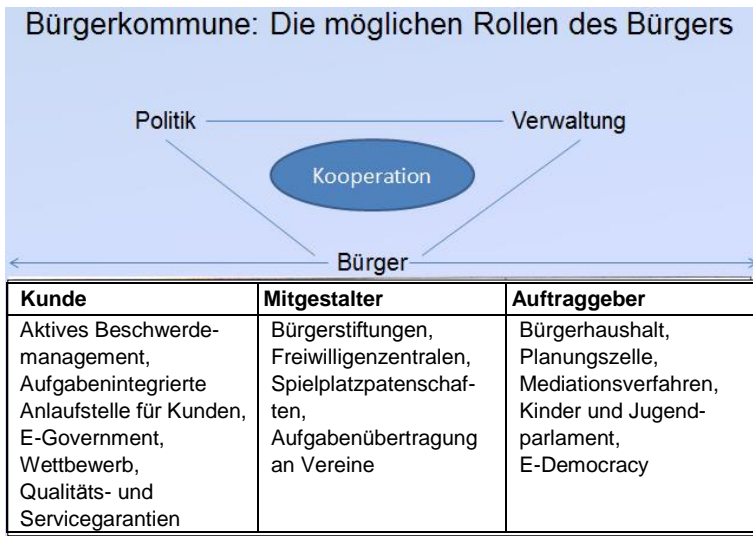 Bürgerkommune: Die möglichen Rollen des Bürgers
Politik
Verwaltung
Kooperation
Bürger
Kunde
Aktives Beschwerde-
management,
Aufgabenintegrierte
Anlaufstelle für Kunden,
E-Government,
Wettbewerb,
Qualitäts- und
Servicegarantien
Mitgestalter
Bürgerstiftungen,
Freiwilligenzentralen,
Spielplatzpatenschaf-
ten,
Aufgabenübertragung
an Vereine
Auftraggeber
Bürgerhaushalt,
Planungszelle,
Mediationsverfahren,
Kinder und Jugend-
parlament,
E-Democracy